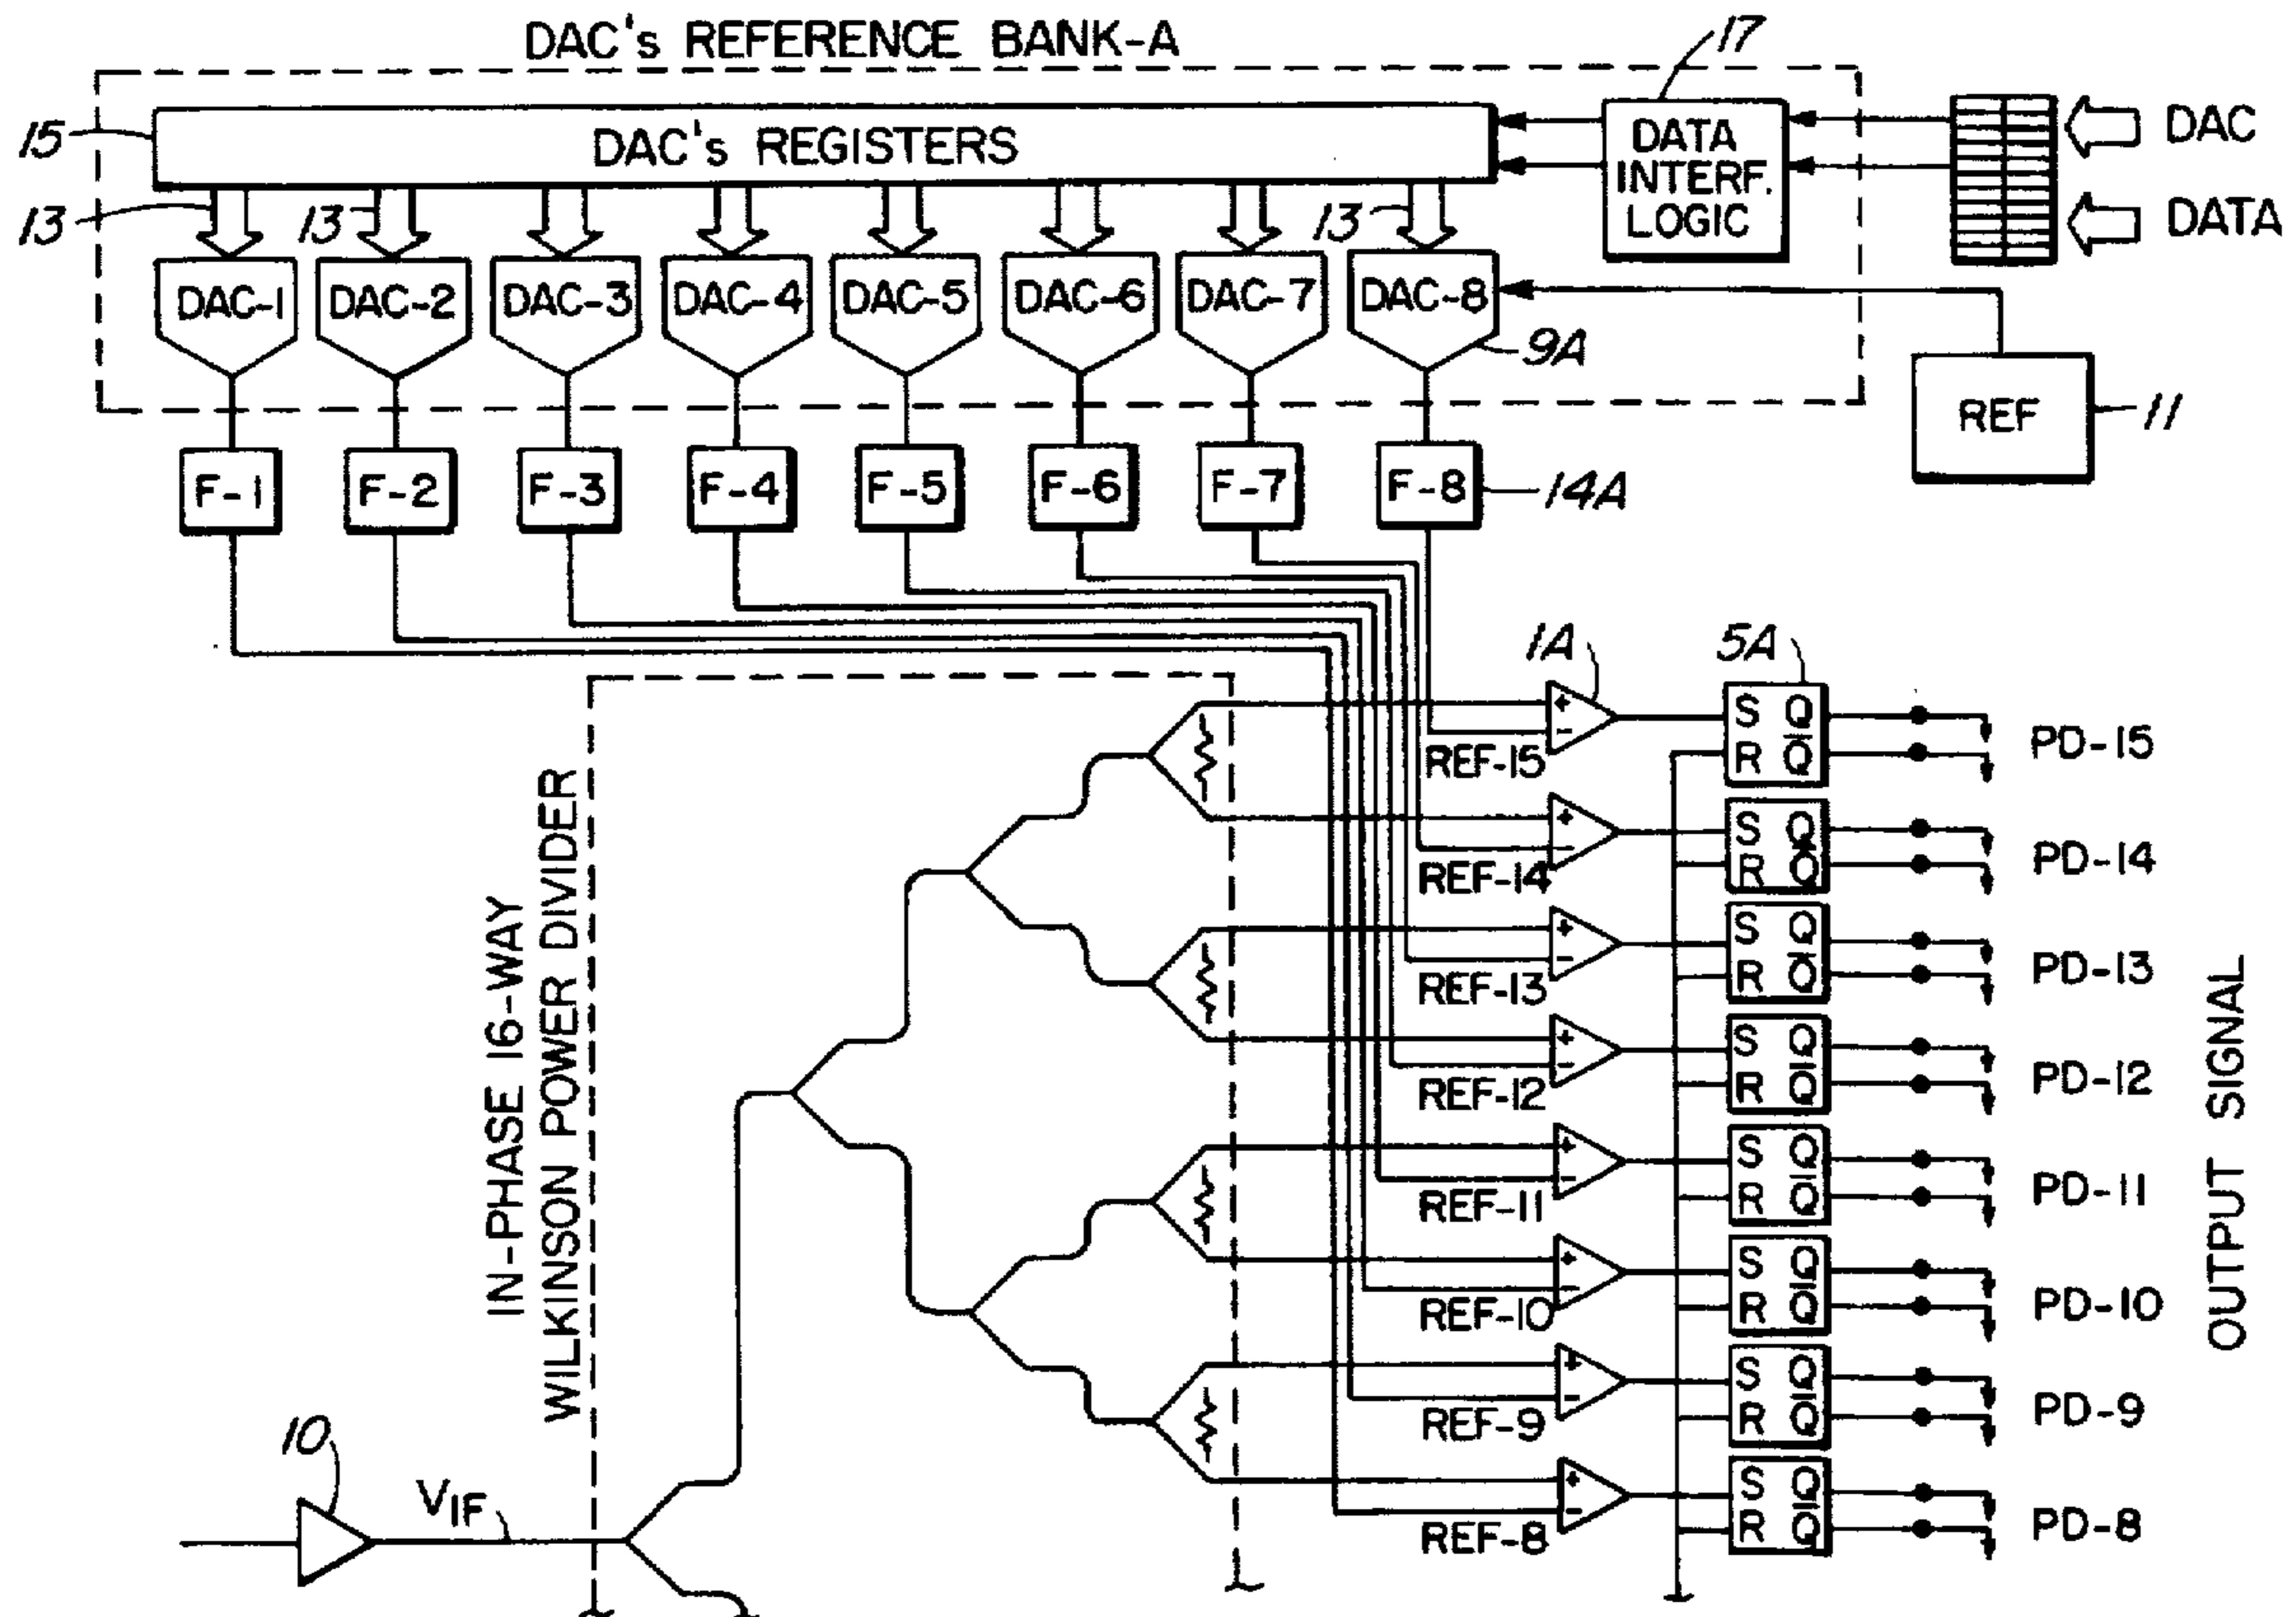 DAC's REFERENCE BANK-A
17
15
DAC's REGISTERS
DATA
INTERF.
LOGIC
DAC
DATA
13
13
13
DAC-1
DAC-2
DAC-3
DAC-4
DAC-5
DAC-6
DAC-7
DAC-8
9A
REF
11
F-1
F-2
F-3
F-4
F-5
F-6
F-7
F-8
14A
1A
5A
+
-
REF-15
S Q
R Q̅
PD-15
+
-
REF-14
S Q
R Q̅
PD-14
+
-
REF-13
S Q
R Q̅
PD-13
+
-
REF-12
S Q
R Q̅
PD-12
+
-
REF-11
S Q
R Q̅
PD-11
+
-
REF-10
S Q
R Q̅
PD-10
+
-
REF-9
S Q
R Q̅
PD-9
+
-
REF-8
S Q
R Q̅
PD-8
IN-PHASE 16-WAY
WILKINSON POWER DIVIDER
OUTPUT SIGNAL
10
VIF